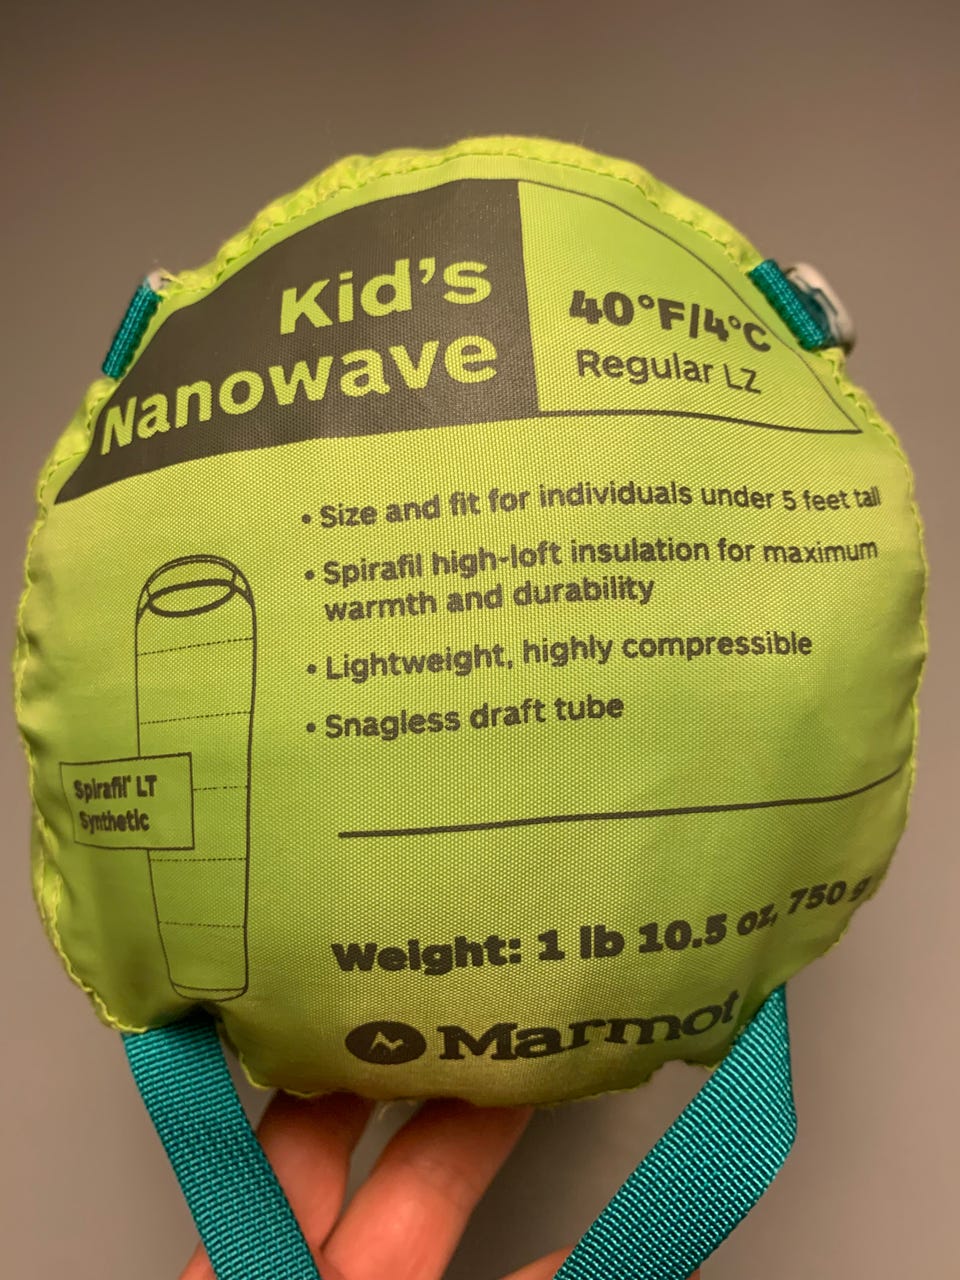 Kid's
Nanowave
40°F/4°C
Regular LZ
• Size and fit for individuals under 5 feet tall
• Spirafil high-loft insulation for maximum
warmth and durability
• Lightweight, highly compressible
• Snagless draft tube
Spirafil® LT
Synthetic
Weight: 1 lb 10.5 oz, 750 g
Marmot